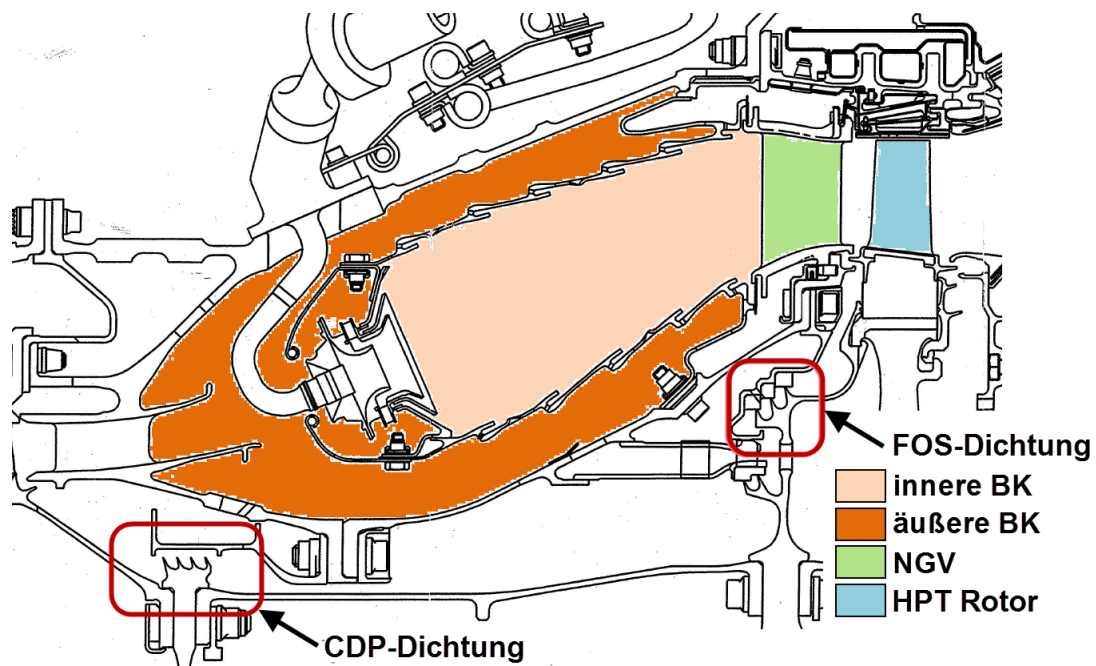 FOS-Dichtung
innere BK
äußere BK
NGV
HPT Rotor
CDP-Dichtung